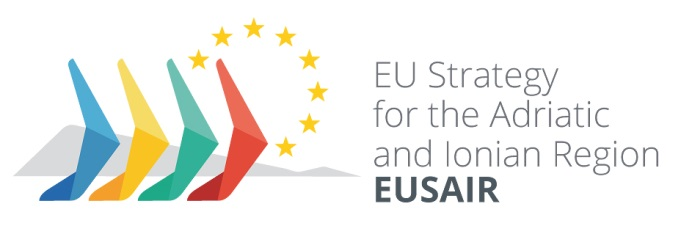 EU Strategy
for the Adriatic
and Ionian Region
EUSAIR